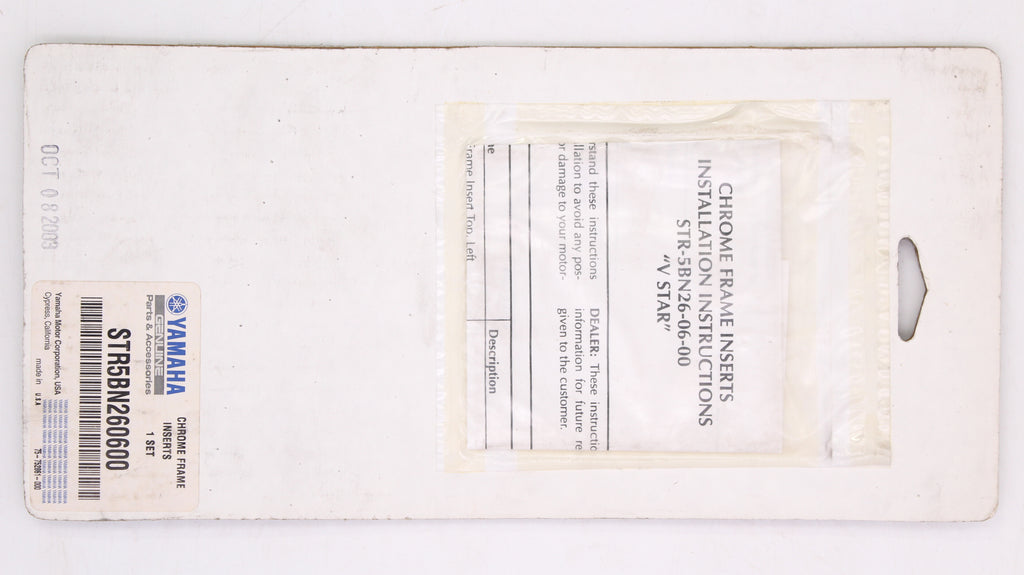 OCT 08 2003
YAMAHA
GENUINE
Parts & Accessories
CHROME FRAME
INSERTS
1 SET
STR5BN260600
Yamaha Motor Corporation, USA
Cypress, California
made in U.S.A.
CHROME FRAME INSERTS
INSTALLATION INSTRUCTIONS
STR-5BN26-06-00
"V STAR"
rstand these instructions
llation to avoid any pos-
or damage to your motor-
DEALER: These instructio
information for future re
given to the customer.
Description
Frame Insert Top, Left